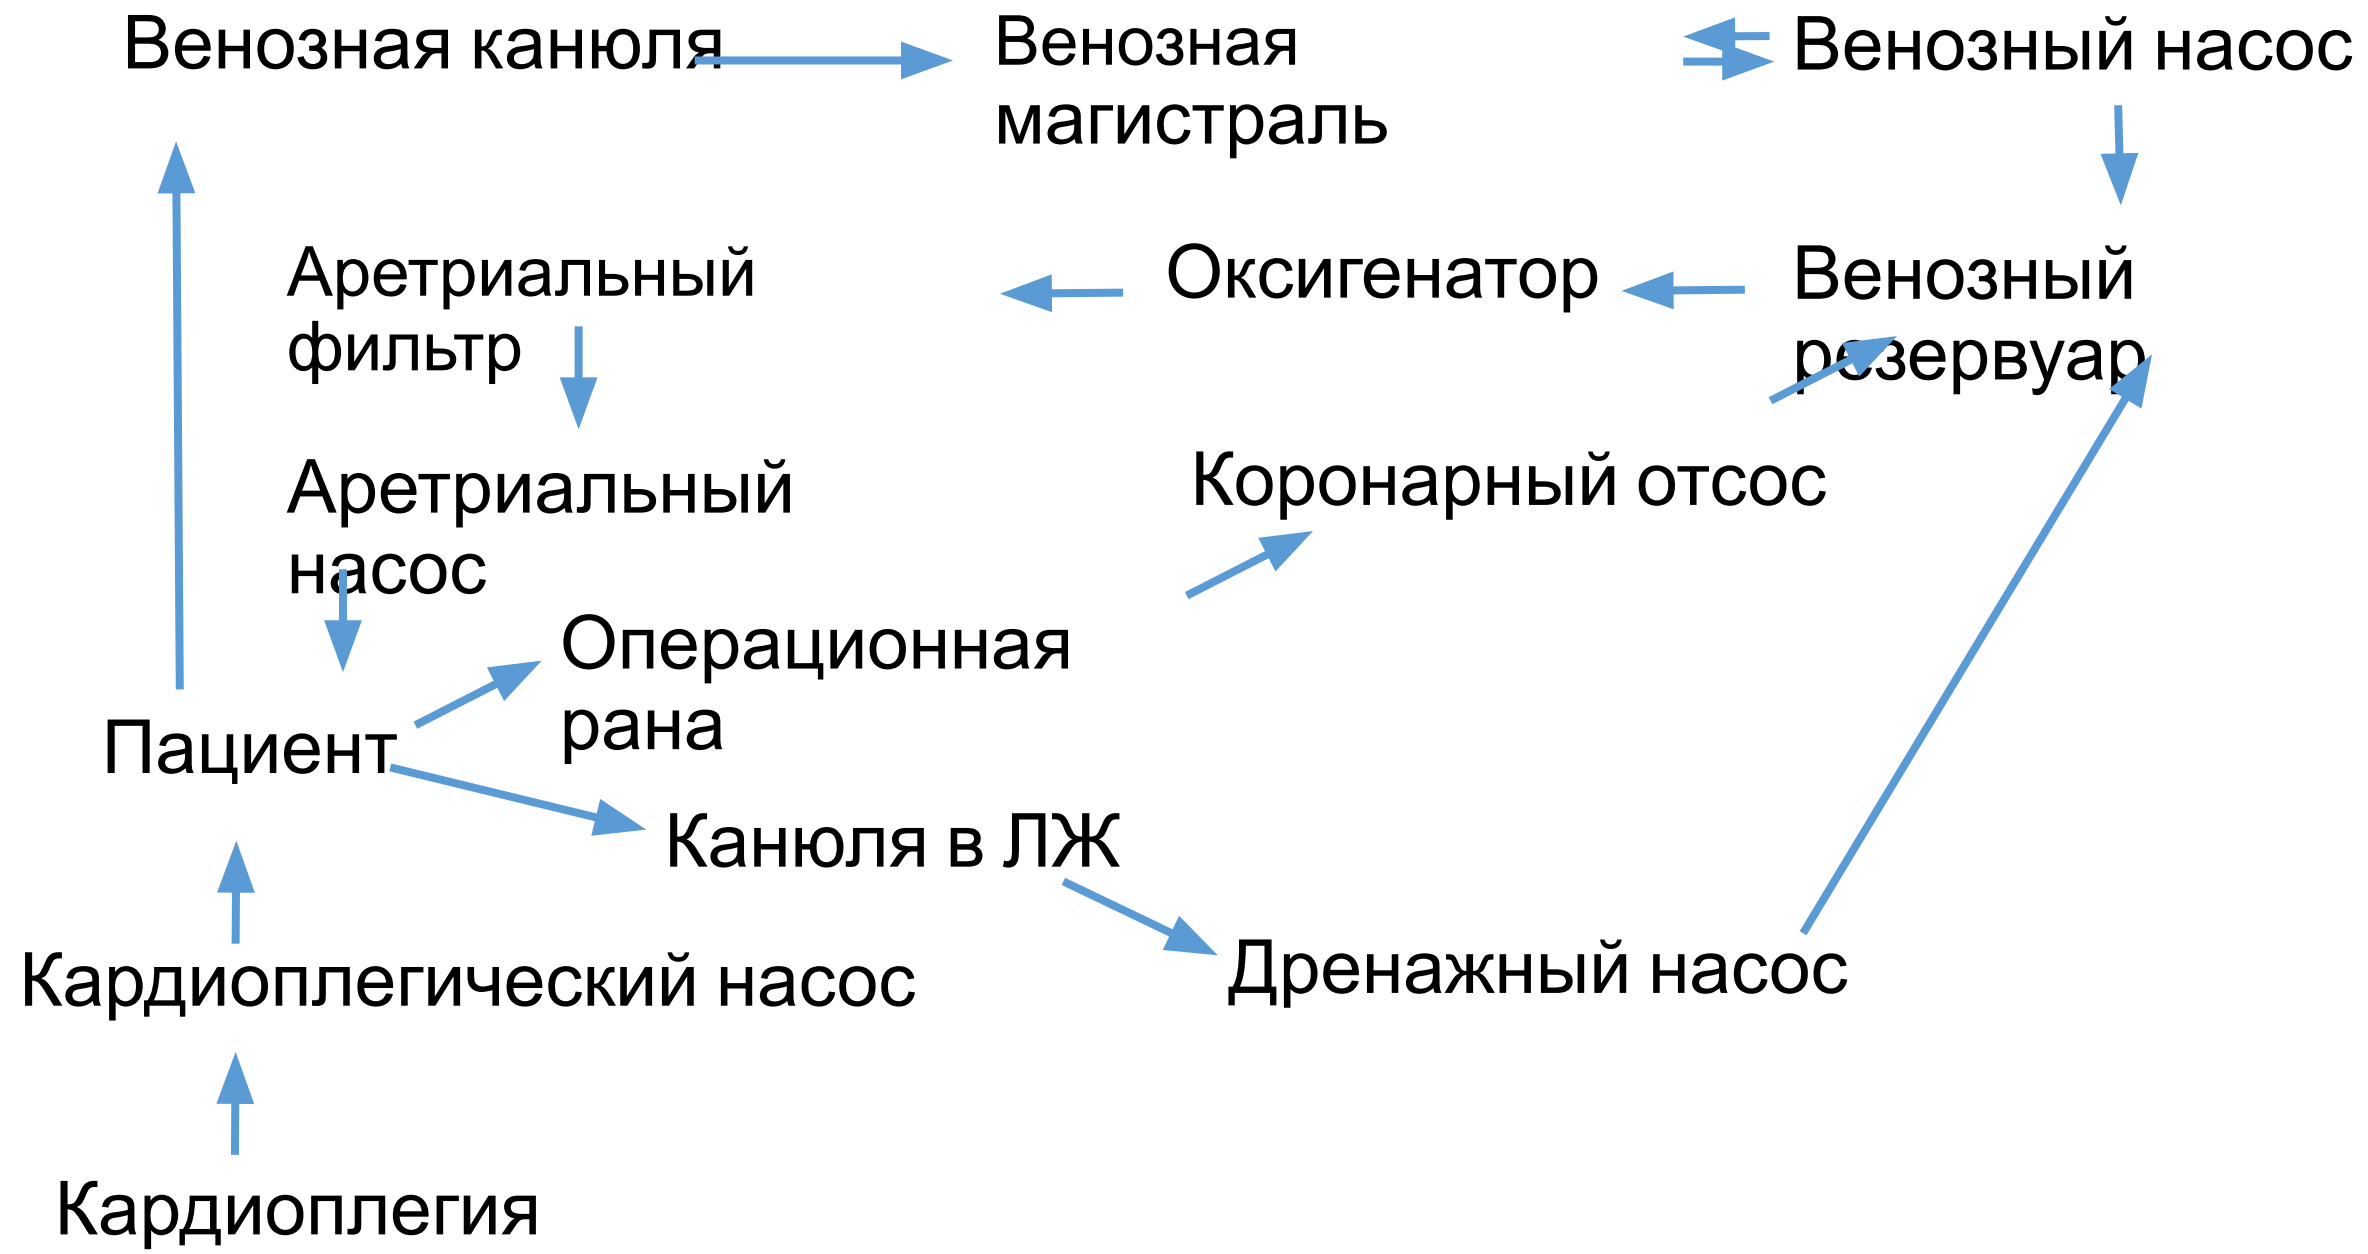 Венозная канюля
Венозная
магистраль
Венозный насос
Аретриальный
фильтр
Оксигенатор
Венозный
резервуар
Аретриальный
насос
Коронарный отсос
Операционная
рана
Пациент
Канюля в ЛЖ
Кардиоплегический насос
Дренажный насос
Кардиоплегия